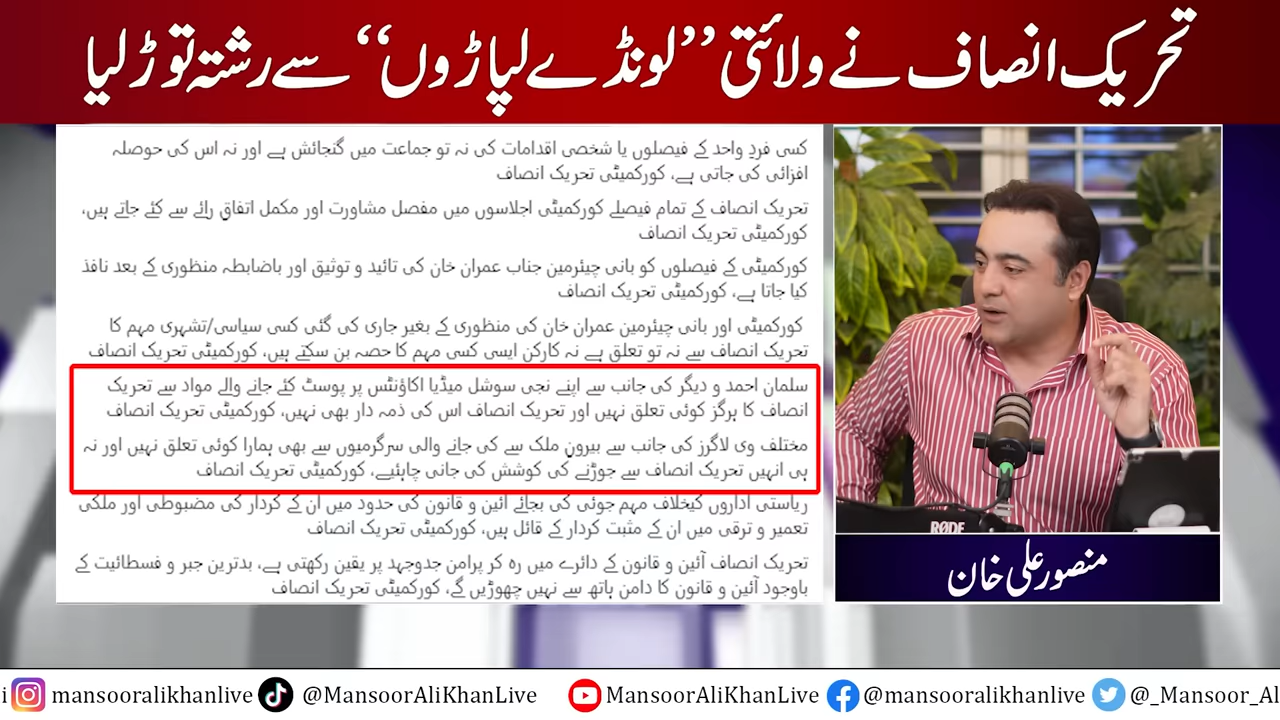 تحریک انصاف نے ولائتی ”لونڈے لپاڑوں“ سے رشتہ توڑ لیا
کسی فردِ واحد کے فیصلوں یا شخصی اقدامات کی نہ تو جماعت میں گنجائش ہے اور نہ اس کی حوصلہ
افزائی کی جاتی ہے، کورکمیٹی تحریک انصاف
تحریک انصاف کے تمام فیصلے کورکمیٹی اجلاسوں میں مفصل مشاورت اور مکمل اتفاقِ رائے سے کئے جاتے ہیں،
کورکمیٹی تحریک انصاف
کورکمیٹی کے فیصلوں کو بانی چیئرمین جناب عمران خان کی تائید و توثیق اور باضابطہ منظوری کے بعد نافذ
کیا جاتا ہے، کورکمیٹی تحریک انصاف
کورکمیٹی اور بانی چیئرمین عمران خان کی منظوری کے بغیر جاری کی گئی کسی سیاسی/تشہری مہم کا
تحریک انصاف سے نہ تو تعلق ہے نہ کارکن ایسی کسی مہم کا حصہ بن سکتے ہیں، کورکمیٹی تحریک انصاف
سلمان احمد و دیگر کی جانب سے اپنے نجی سوشل میڈیا اکاؤنٹس پر پوسٹ کئے جانے والے مواد سے تحریک
انصاف کا ہرگز کوئی تعلق نہیں اور تحریک انصاف اس کی ذمہ دار بھی نہیں، کورکمیٹی تحریک انصاف
مختلف وی لاگرز کی جانب سے بیرونِ ملک سے کی جانے والی سرگرمیوں سے بھی ہمارا کوئی تعلق نہیں اور نہ
ہی انہیں تحریک انصاف سے جوڑنے کی کوشش کی جانی چاہئیے، کورکمیٹی تحریک انصاف
ریاستی اداروں کیخلاف مہم جوئی کی بجائے آئین و قانون کی حدود میں ان کے کردار کی مضبوطی اور ملکی
تعمیر و ترقی میں ان کے مثبت کردار کے قائل ہیں، کورکمیٹی تحریک انصاف
تحریک انصاف آئین و قانون کے دائرے میں رہ کر پرامن جدوجہد پر یقین رکھتی ہے، بدترین جبر و فسطائیت کے
باوجود آئین و قانون کا دامن ہاتھ سے نہیں چھوڑیں گے، کورکمیٹی تحریک انصاف
RØDE
منصور علی خان
mansooralikhanlive @MansoorAliKhanLive MansoorAliKhanLive @mansooralikhanlive @_Mansoor_Al